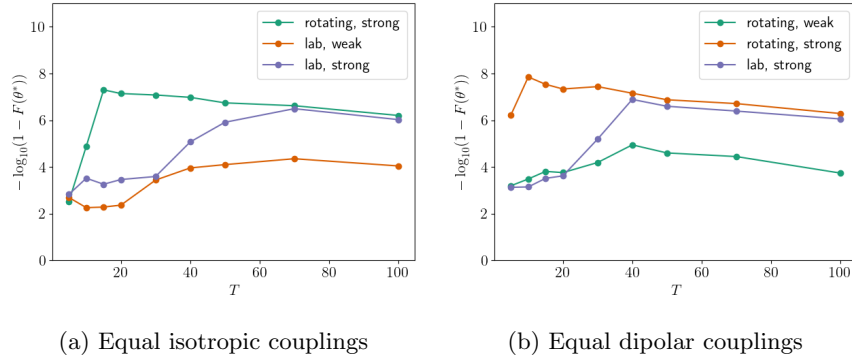 rotating, strong
lab, weak
lab, strong
− log₁₀(1 − F(θ*))
10
8
6
4
2
0
20 40 60 80 100
T
(a) Equal isotropic couplings
rotating, weak
rotating, strong
lab, strong
− log₁₀(1 − F(θ*))
10
8
6
4
2
0
20 40 60 80 100
T
(b) Equal dipolar couplings